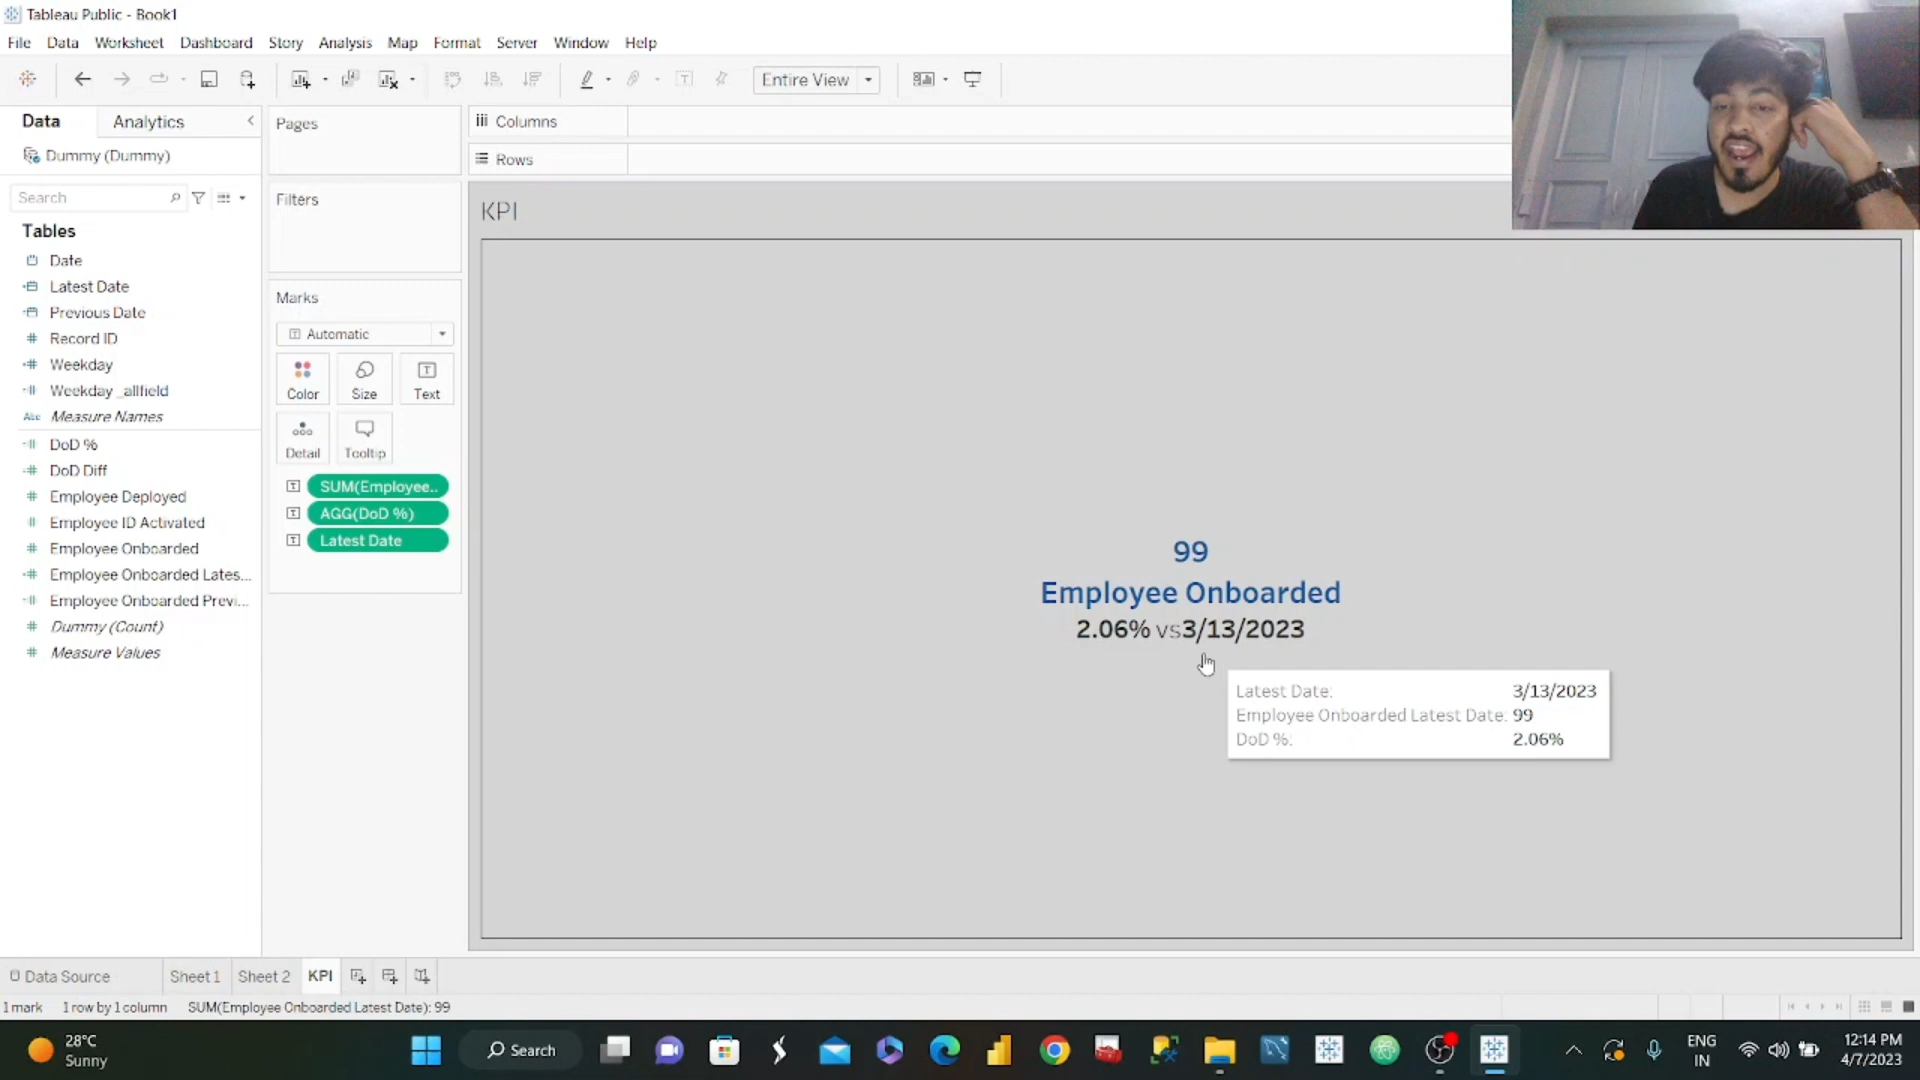 Tableau Public - Book1
File Data Worksheet Dashboard Story Analysis Map Format Server Window Help
Entire View
Data Analytics
Dummy (Dummy)
Search
Tables
Date
Latest Date
Previous Date
Record ID
Weekday
Weekday _allfield
Abc Measure Names
DoD %
DoD Diff
Employee Deployed
Employee ID Activated
Employee Onboarded
Employee Onboarded Lates...
Employee Onboarded Previ...
Dummy (Count)
Measure Values
Pages
Filters
Marks
Automatic
Color Size Text
Detail Tooltip
SUM(Employee..
AGG(DoD %)
Latest Date
Columns
Rows
KPI
99
Employee Onboarded
2.06% vs3/13/2023
Latest Date: 3/13/2023
Employee Onboarded Latest Date: 99
DoD %: 2.06%
Data Source Sheet 1 Sheet 2 KPI
1 mark 1 row by 1 column SUM(Employee Onboarded Latest Date): 99
28°C
Sunny
Search
ENG
IN
12:14 PM
4/7/2023